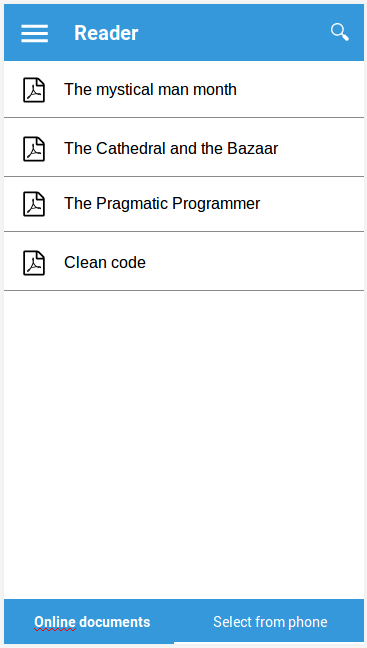 Reader
The mystical man month
The Cathedral and the Bazaar
The Pragmatic Programmer
Clean code
Online documents
Select from phone